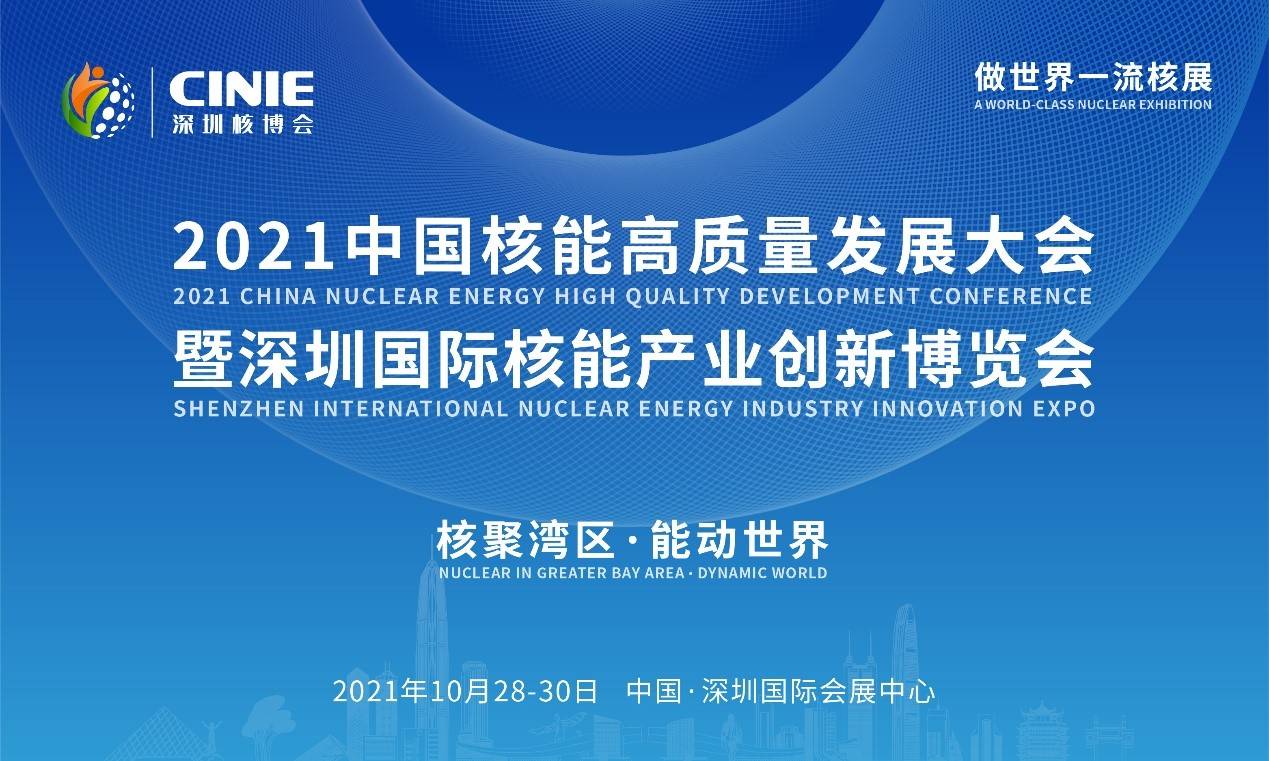 CINIE
深圳核博会
做世界一流核展
A WORLD-CLASS NUCLEAR EXHIBITION
2021中国核能高质量发展大会
2021 CHINA NUCLEAR ENERGY HIGH QUALITY DEVELOPMENT CONFERENCE
暨深圳国际核能产业创新博览会
SHENZHEN INTERNATIONAL NUCLEAR ENERGY INDUSTRY INNOVATION EXPO
核聚湾区·能动世界
NUCLEAR IN GREATER BAY AREA · DYNAMIC WORLD
2021年10月28-30日 中国·深圳国际会展中心